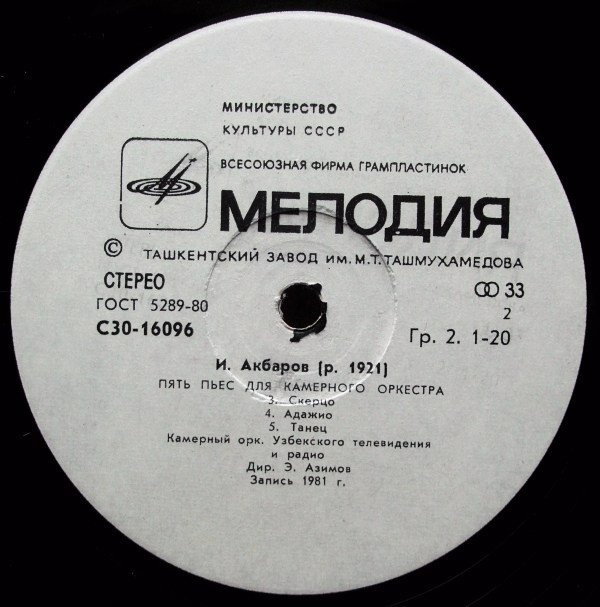 МИНИСТЕРСТВО
КУЛЬТУРЫ СССР
ВСЕСОЮЗНАЯ ФИРМА ГРАМПЛАСТИНОК
МЕЛОДИЯ
© ТАШКЕНТСКИЙ ЗАВОД ИМ. М. Т. ТАШМУХАМЕДОВА
СТЕРЕО 33
ГОСТ 5289-80 2
С30-16096 Гр. 2. 1-20
И. Акбаров (р. 1921)
ПЯТЬ ПЬЕС ДЛЯ КАМЕРНОГО ОРКЕСТРА
3. Скерцо
4. Адажио
5. Танец
Камерный орк. Узбекского телевидения
и радио
Дир. Э. Азимов
Запись 1981 г.